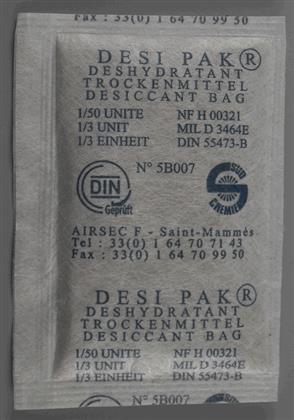 Fax : 33(0) 1 64 70 99 50
DESI PAK®
DESHYDRATANT
TROCKENMITTEL
DESICCANT BAG
1/50 UNITE NF H 00321
1/3 UNIT MIL D 3464E
1/3 EINHEIT DIN 55473-B
DIN
Geprüft
N° 5B007
SÜD
CHEMIE
AIRSEC F - Saint-Mammès
Tel : 33(0) 1 64 70 71 43
Fax : 33(0) 1 64 70 99 50
DESI PAK®
DESHYDRATANT
TROCKENMITTEL
DESICCANT BAG
1/50 UNITE NF H 00321
1/3 UNIT MIL D 3464E
1/3 EINHEIT DIN 55473-B
N° 5B007